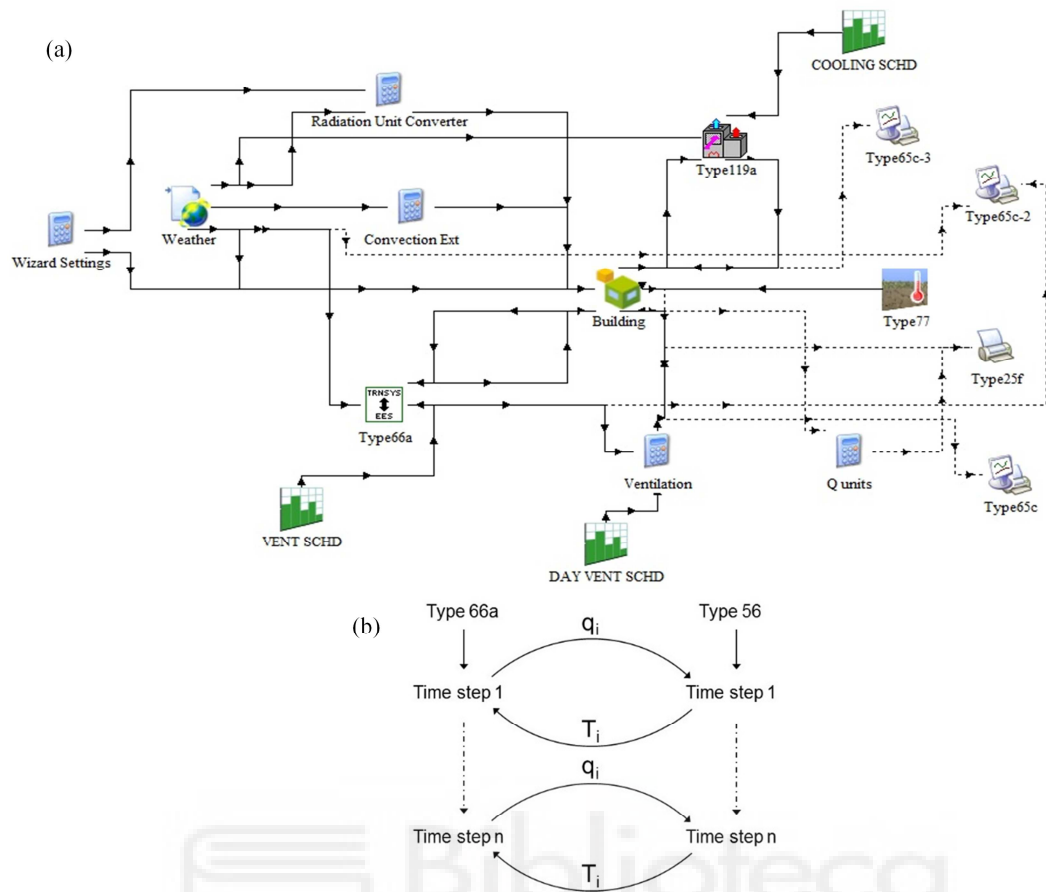 (a)
COOLING SCHD
Radiation Unit Converter
Type119a
Type65c-3
Type65c-2
Weather
Convection Ext
Wizard Settings
Building
Type77
TRNSYS
EES
Type66a
Type25f
Ventilation
Q units
Type65c
VENT SCHD
DAY VENT SCHD
(b)
Type 66a
qi
Type 56
Time step 1
Time step 1
Ti
qi
Time step n
Time step n
Ti
Biblioteca